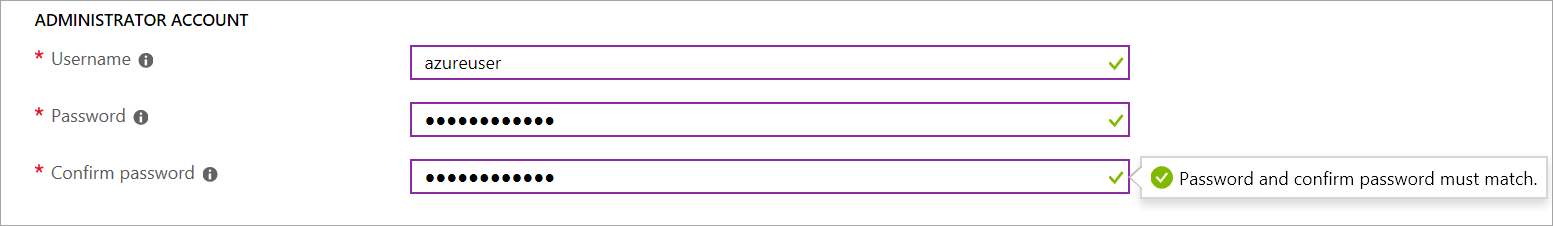 ADMINISTRATOR ACCOUNT
* Username
azureuser
* Password
●●●●●●●●●●●●
* Confirm password
●●●●●●●●●●●●
Password and confirm password must match.